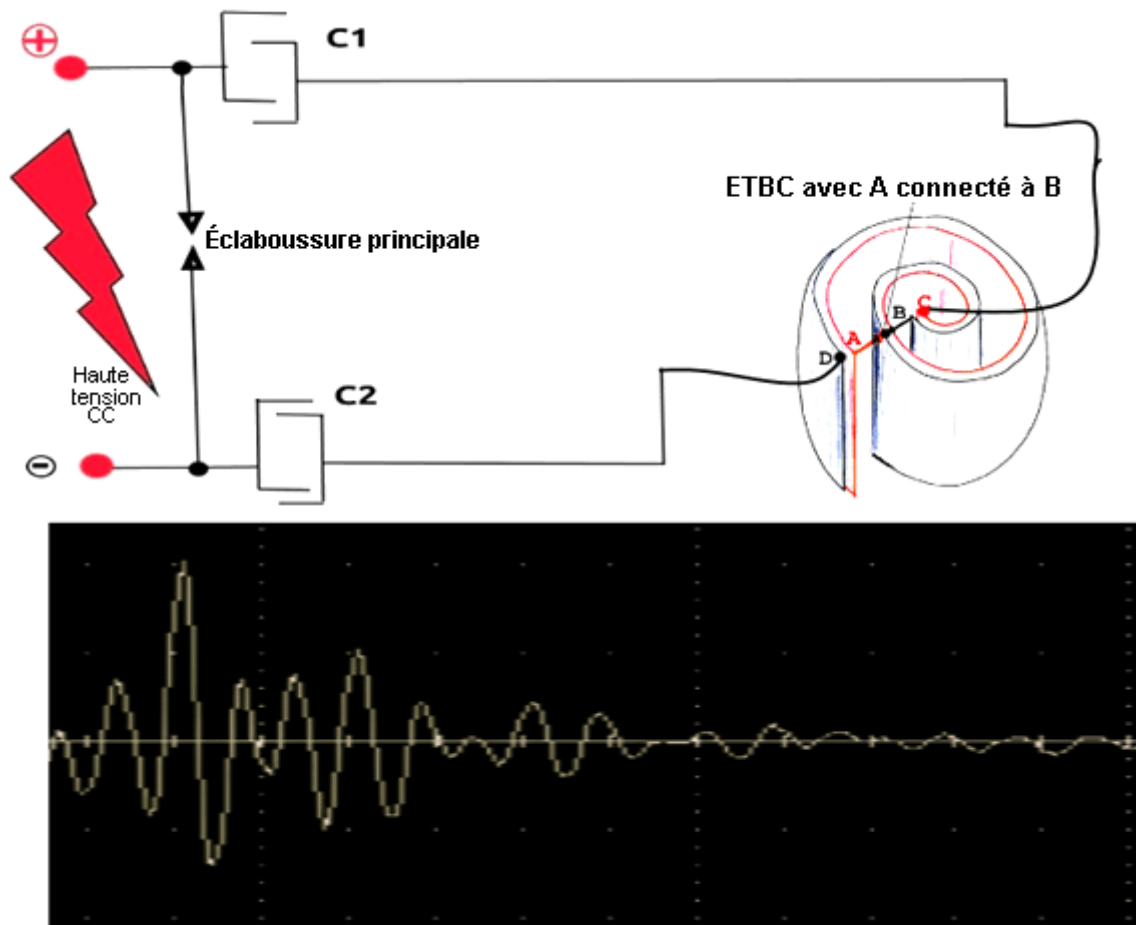 +
C1
ETBC avec A connecté à B
Éclaboussure principale
C
B
A
D
Haute
tension
CC
C2
-